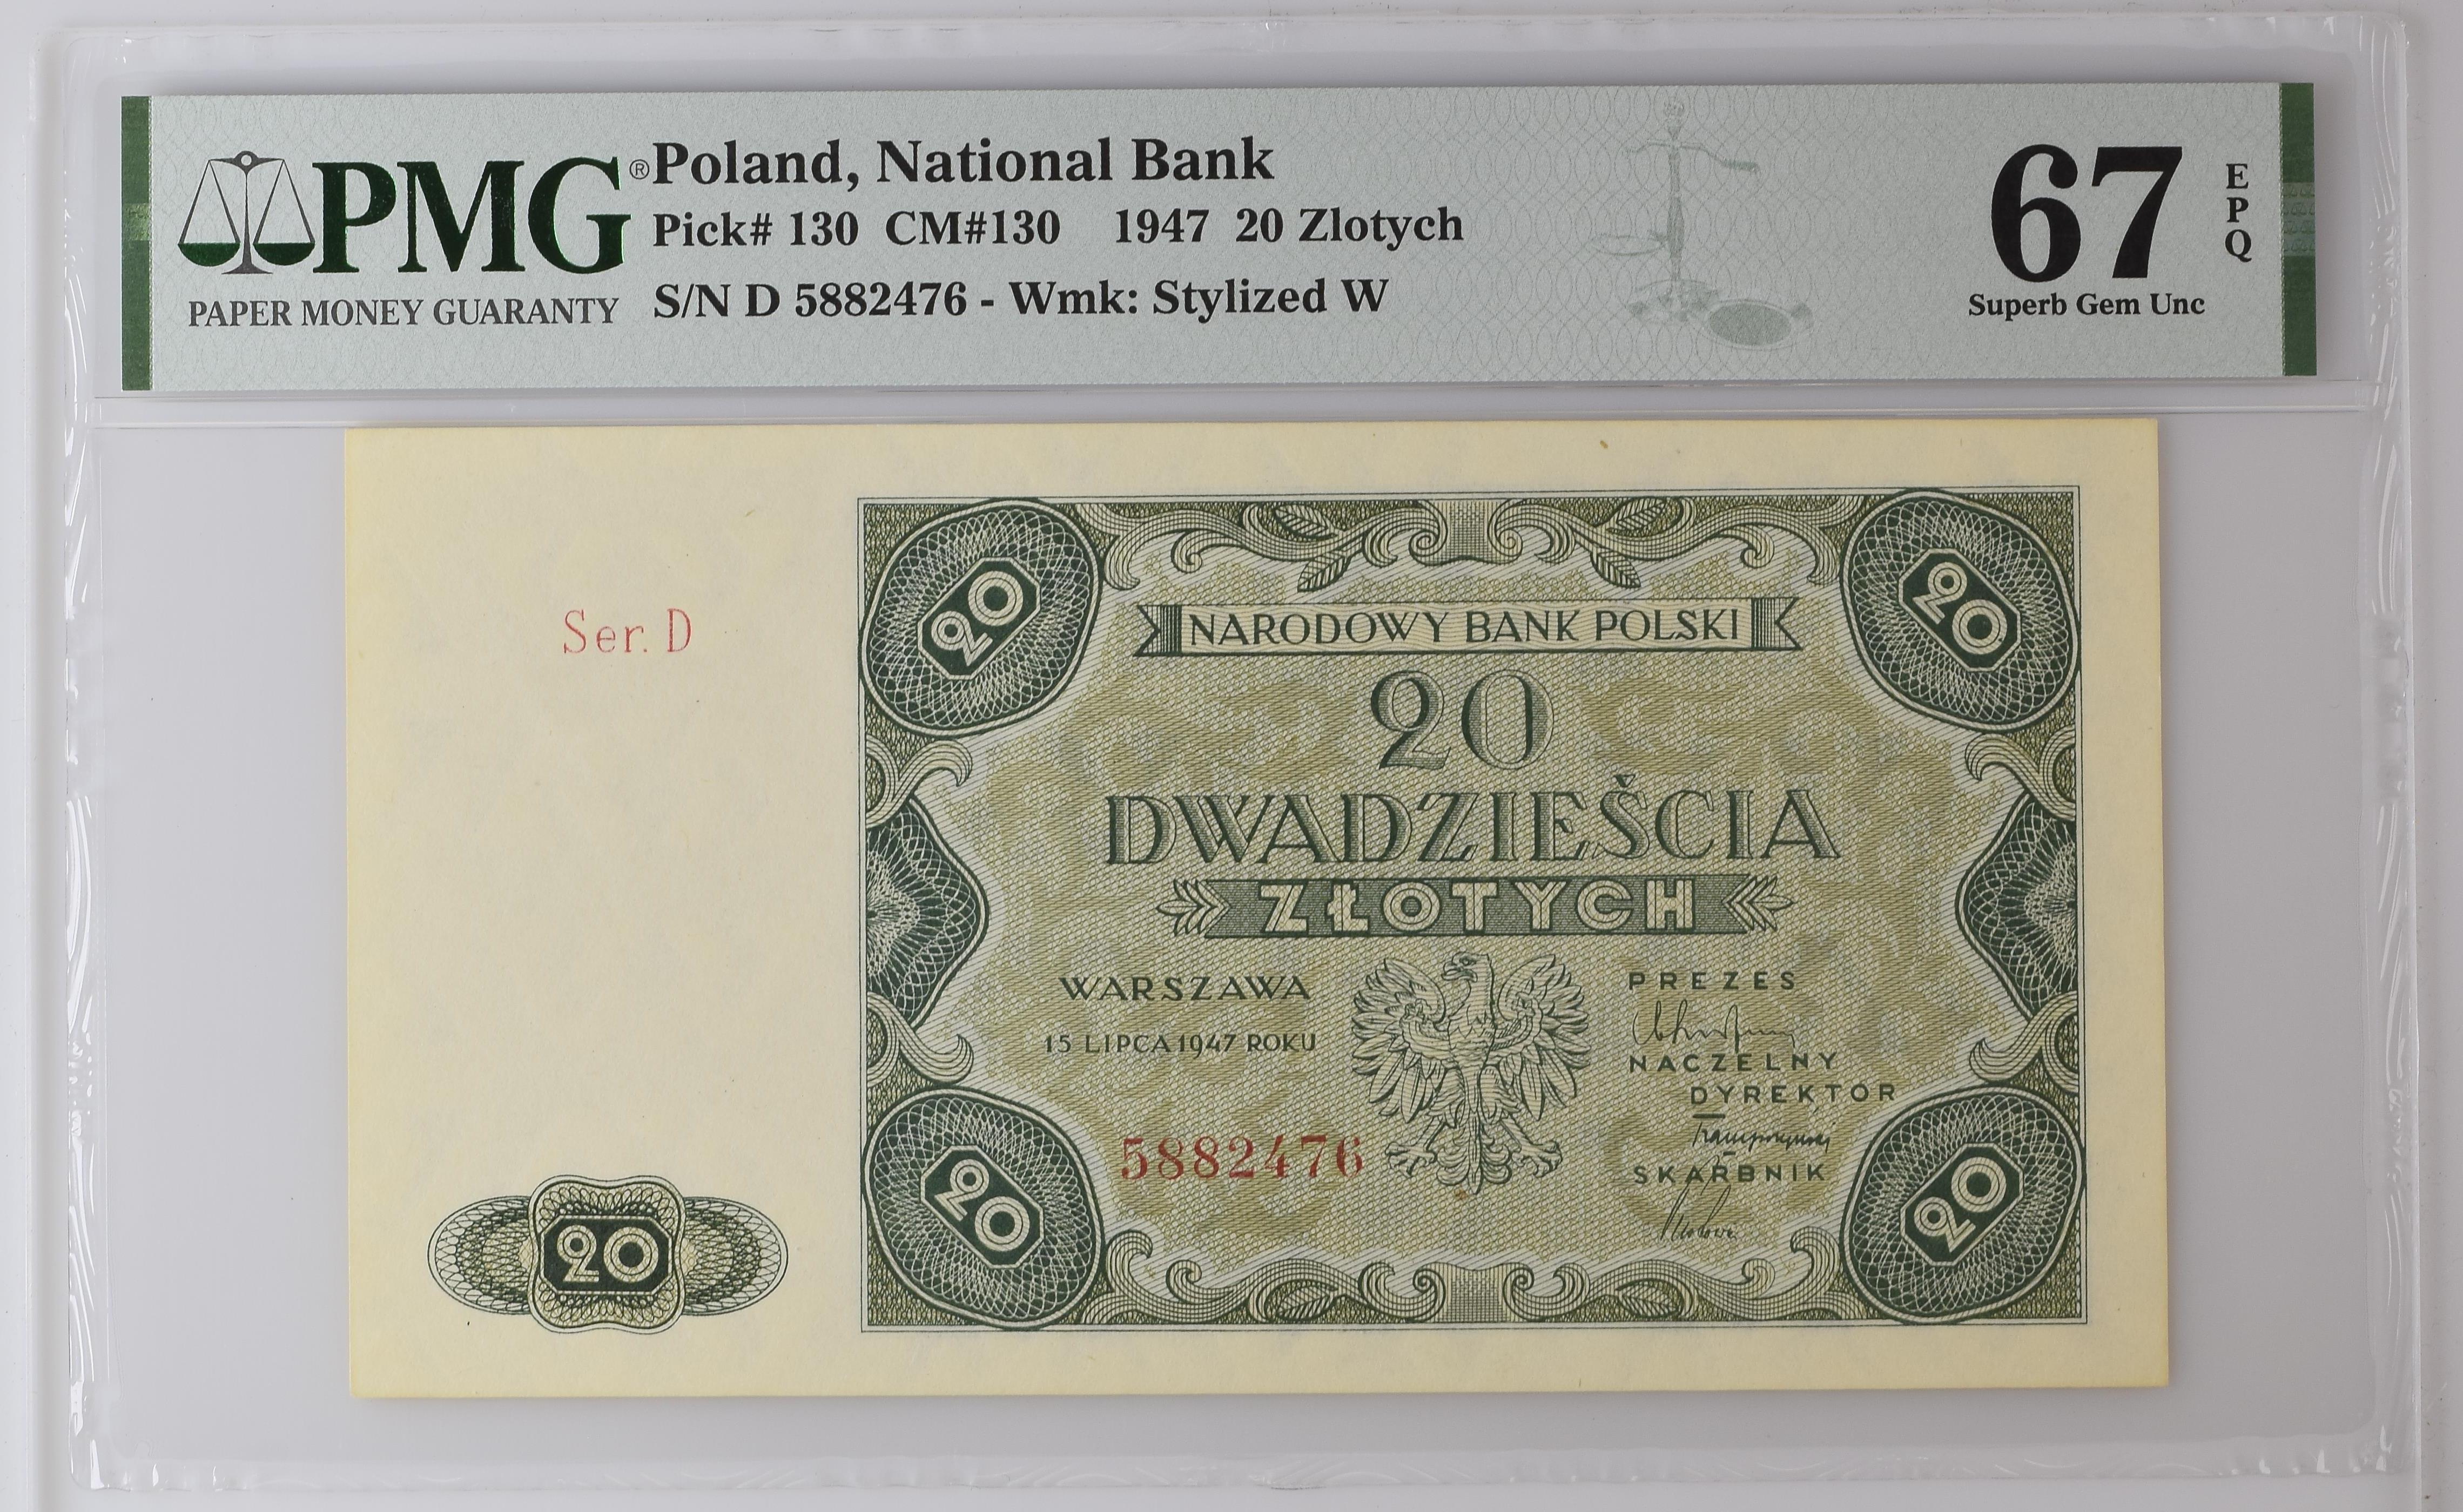 PMG®
PAPER MONEY GUARANTY
Poland, National Bank
Pick# 130 CM#130 1947 20 Zlotych
S/N D 5882476 - Wmk: Stylized W
67
EPQ
Superb Gem Unc
Ser. D
20
20
20
NARODOWY BANK POLSKI
20
DWADZIEŚCIA
ZŁOTYCH
WARSZAWA
15 LIPCA 1947 ROKU
PREZES
NACZELNY
DYREKTOR
SKARBNIK
5882476
20
20
20